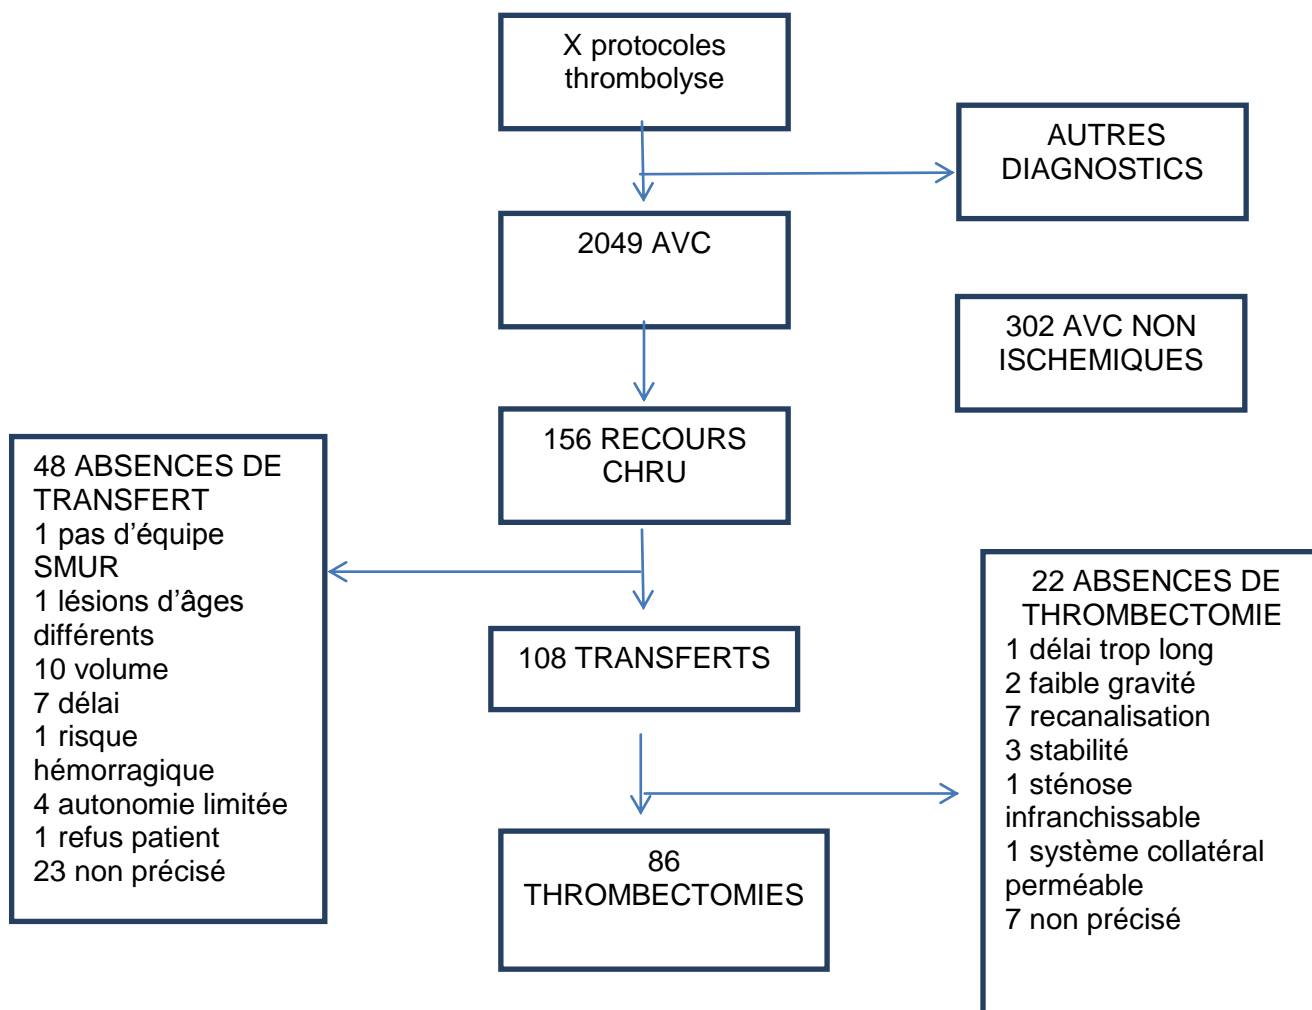 X protocoles
thrombolyse
AUTRES
DIAGNOSTICS
2049 AVC
302 AVC NON
ISCHEMIQUES
156 RECOURS
CHRU
48 ABSENCES DE
TRANSFERT
1 pas d’équipe
SMUR
1 lésions d’âges
différents
10 volume
7 délai
1 risque
hémorragique
4 autonomie limitée
1 refus patient
23 non précisé
108 TRANSFERTS
22 ABSENCES DE
THROMBECTOMIE
1 délai trop long
2 faible gravité
7 recanalisation
3 stabilité
1 sténose
infranchissable
1 système collatéral
perméable
7 non précisé
86
THROMBECTOMIES